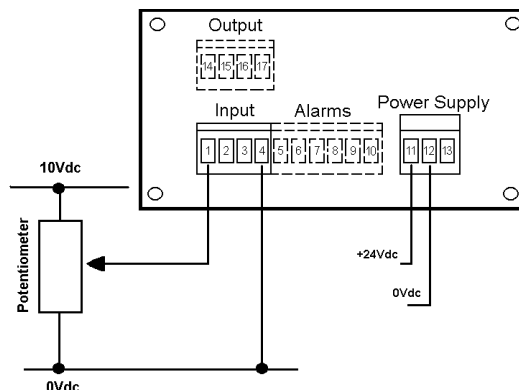 Output
14 15 16 17
Input Alarms Power Supply
1 2 3 4 5 6 7 8 9 10 11 12 13
10Vdc
Potentiometer
+24Vdc
0Vdc
0Vdc